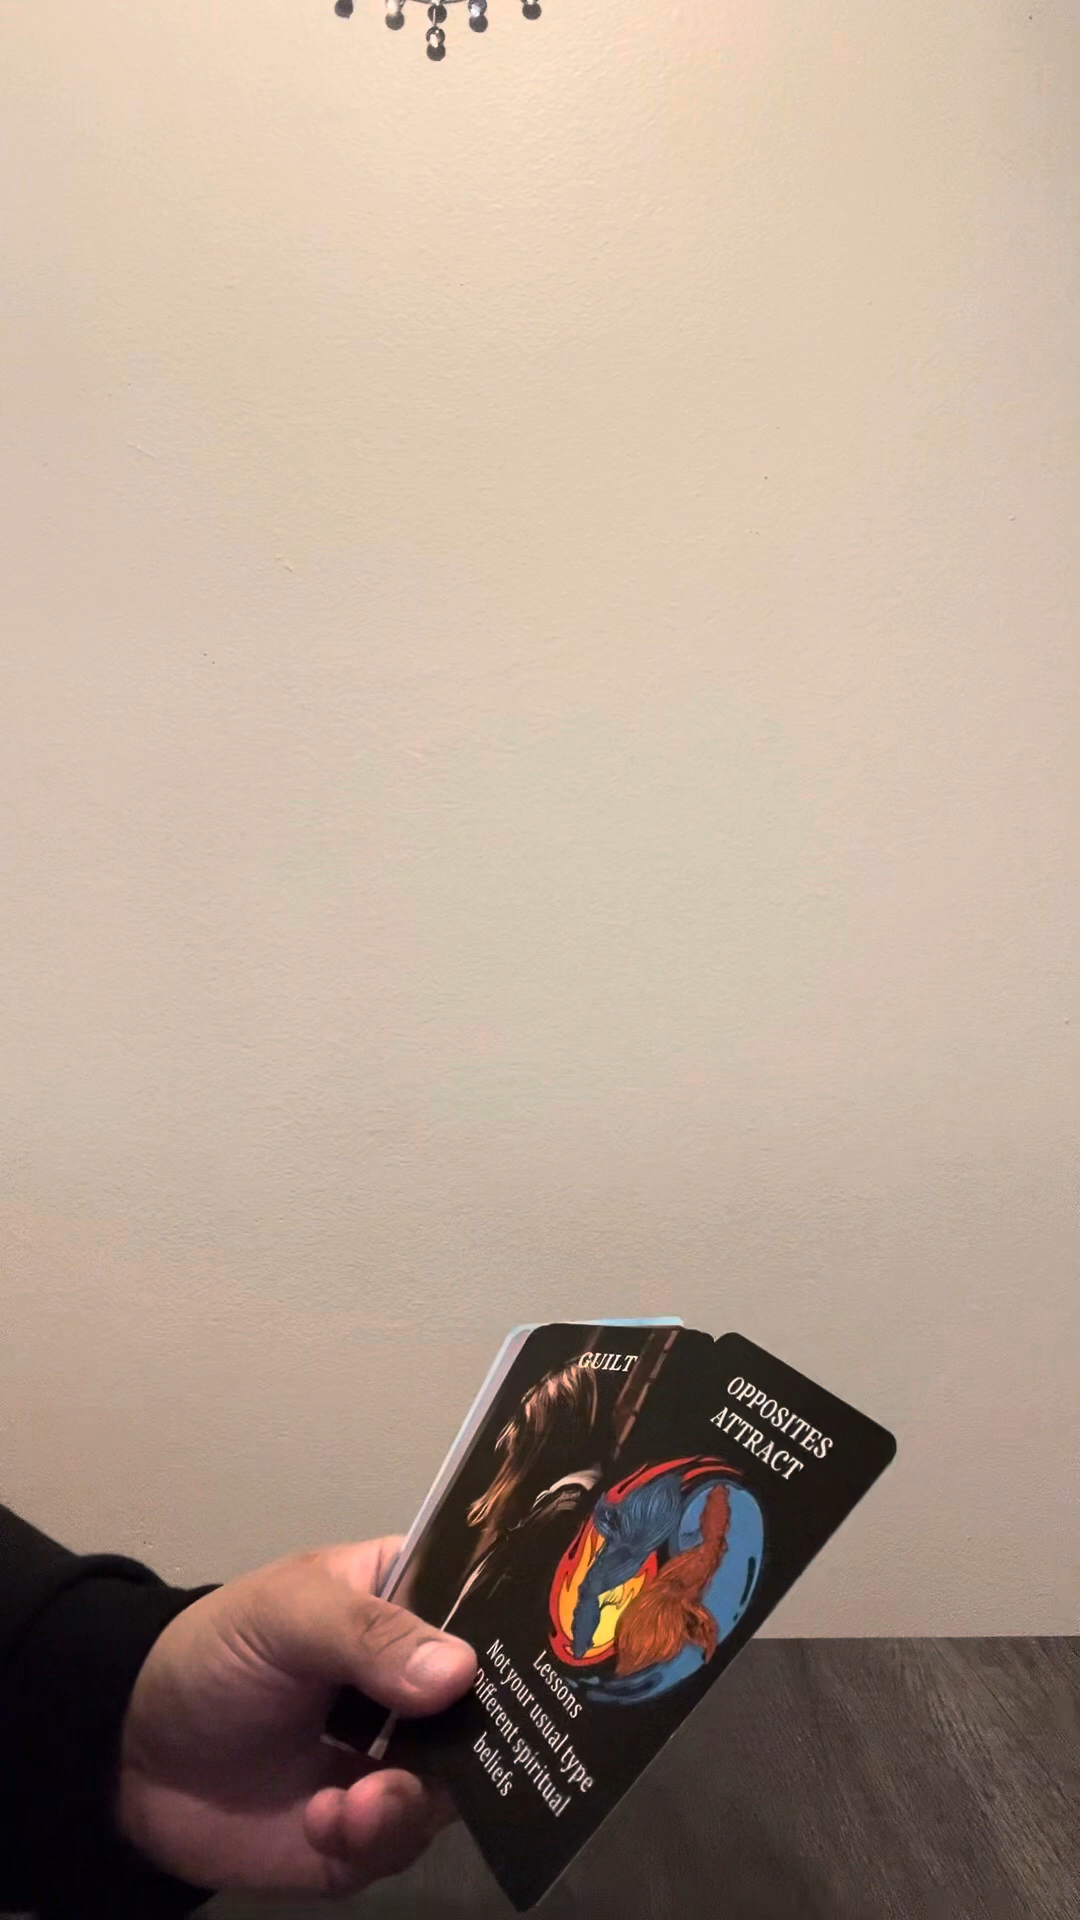 GUILT
OPPOSITES
ATTRACT
Lessons
Not your usual type
Different spiritual
beliefs